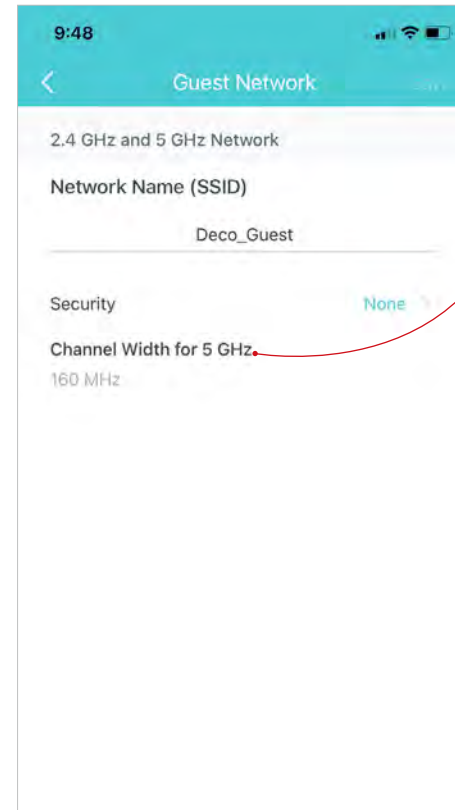 9:48
Guest Network
2.4 GHz and 5 GHz Network
Network Name (SSID)
Deco_Guest
Security None
Channel Width for 5 GHz
160 MHz